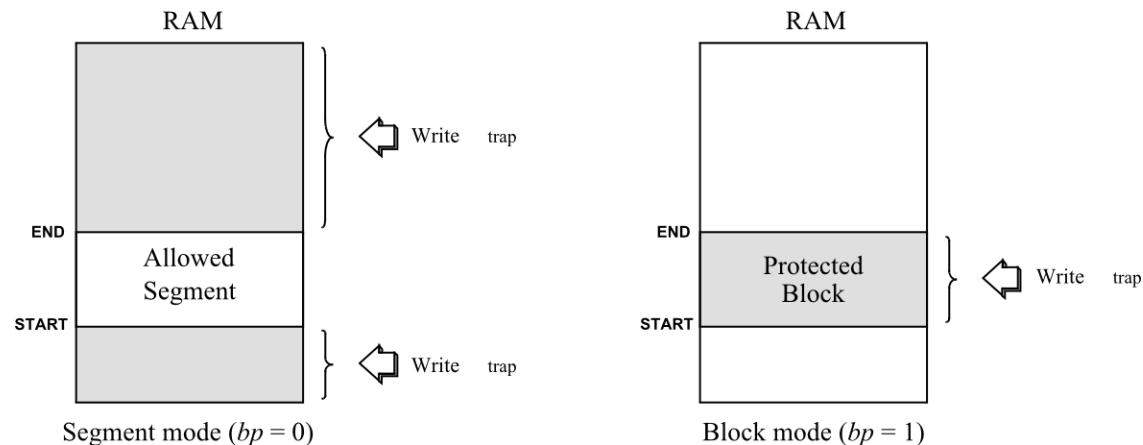 RAM
Write trap
END
Allowed
Segment
START
Write trap
Segment mode (bp = 0)
RAM
END
Protected
Block
Write trap
START
Block mode (bp = 1)